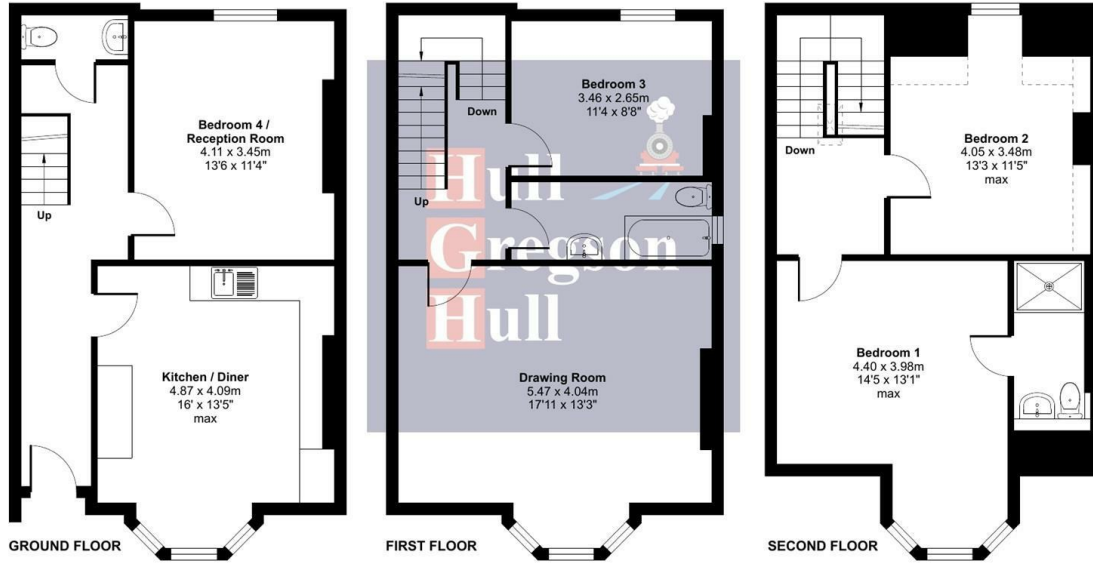 Bedroom 4 /
Reception Room
4.11 x 3.45m
13'6 x 11'4"
Up
Kitchen / Diner
4.87 x 4.09m
16' x 13'5"
max
GROUND FLOOR
Bedroom 3
3.46 x 2.65m
11'4 x 8'8"
Down
Up
Hull
Gregson
Hull
Drawing Room
5.47 x 4.04m
17'11 x 13'3"
FIRST FLOOR
Bedroom 2
4.05 x 3.48m
13'3 x 11'5"
max
Down
Bedroom 1
4.40 x 3.98m
14'5 x 13'1"
max
SECOND FLOOR